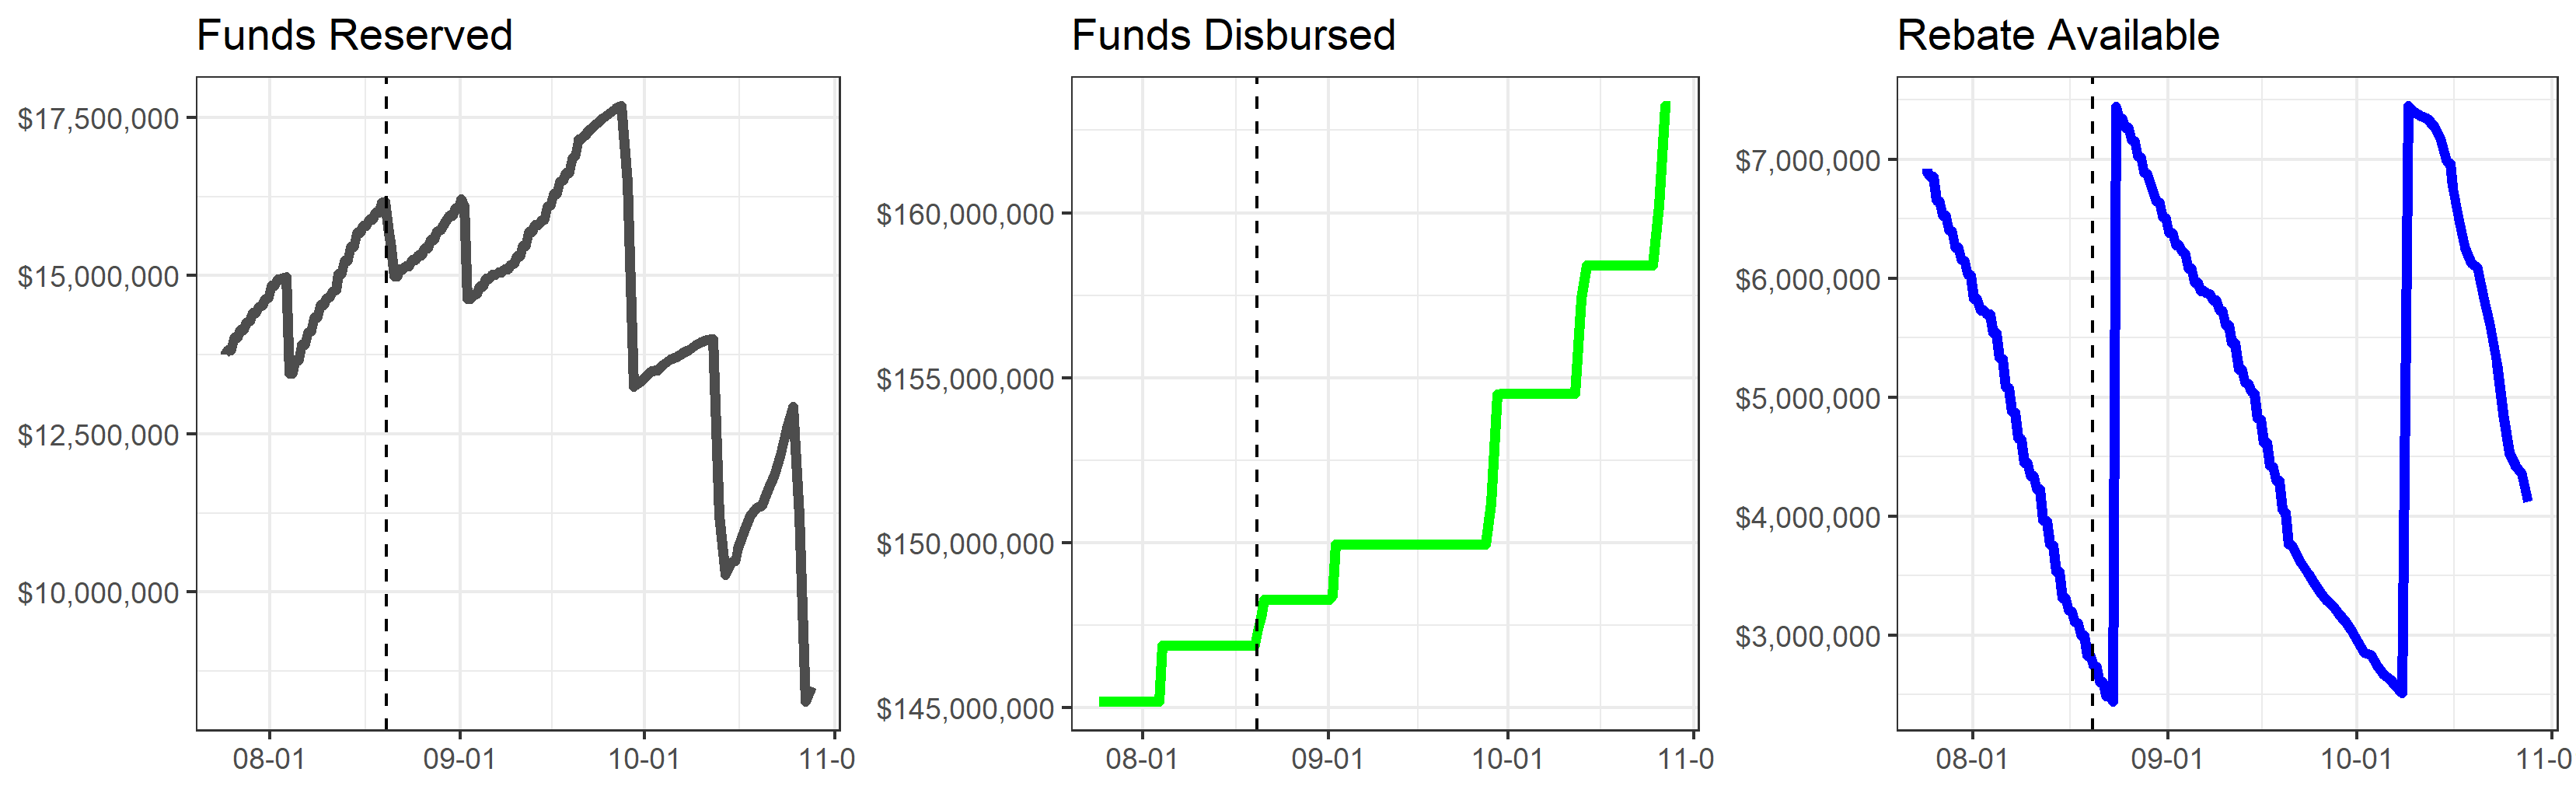 Funds Reserved
$17,500,000
$15,000,000
$12,500,000
$10,000,000
08-01 09-01 10-01 11-0
Funds Disbursed
$160,000,000
$155,000,000
$150,000,000
$145,000,000
08-01 09-01 10-01 11-0
Rebate Available
$7,000,000
$6,000,000
$5,000,000
$4,000,000
$3,000,000
08-01 09-01 10-01 11-0